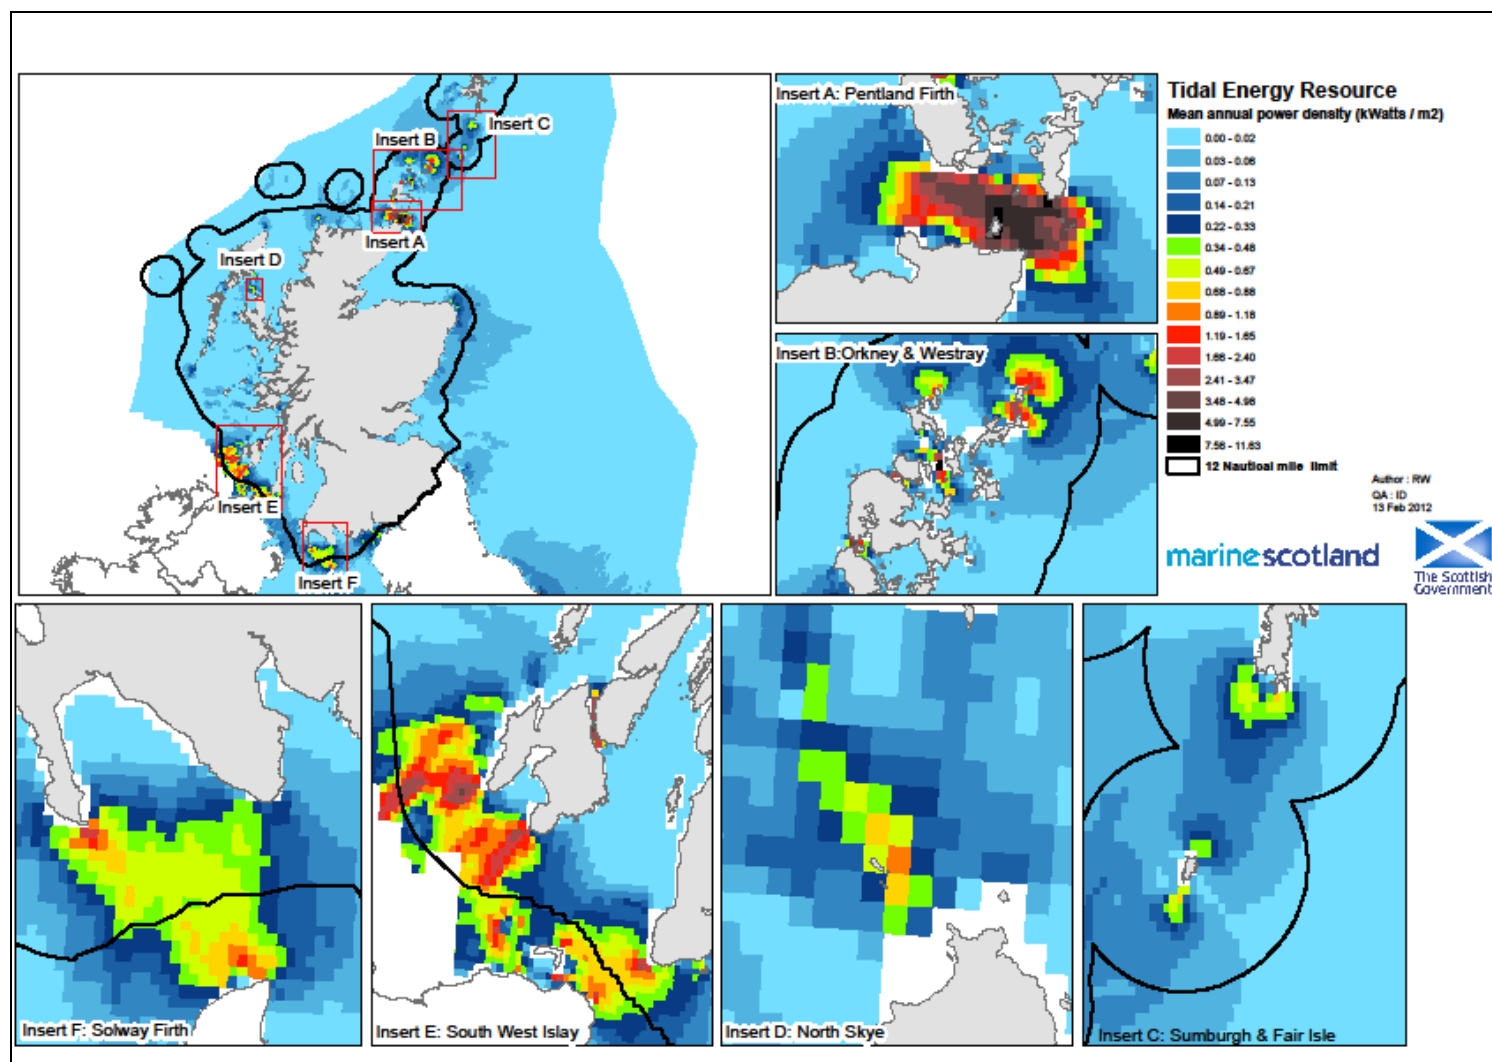 Insert C
Insert B
Insert A
Insert D
Insert E
Insert F
Insert A: Pentland Firth
Insert B:Orkney & Westray
Tidal Energy Resource
Mean annual power density (kWatts / m2)
0.00 - 0.02
0.03 - 0.06
0.07 - 0.13
0.14 - 0.21
0.22 - 0.33
0.34 - 0.48
0.49 - 0.67
0.68 - 0.88
0.89 - 1.18
1.19 - 1.65
1.66 - 2.40
2.41 - 3.47
3.48 - 4.98
4.99 - 7.55
7.56 - 11.63
12 Nautical mile limit
Author : RW
QA : ID
13 Feb 2012
marinescotland
The Scottish
Government
Insert F: Solway Firth
Insert E: South West Islay
Insert D: North Skye
Insert C: Sumburgh & Fair Isle